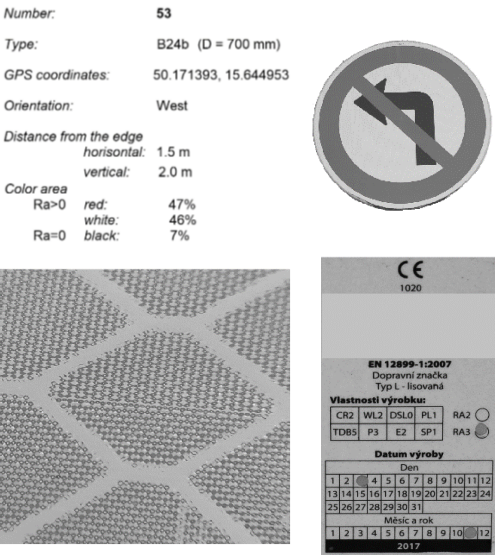 Number: 53
Type: B24b (D = 700 mm)
GPS coordinates: 50.171393, 15.644953
Orientation: West
Distance from the edge
horisontal: 1.5 m
vertical: 2.0 m
Color area
Ra>0 red: 47%
white: 46%
Ra=0 black: 7%
CE
1020
EN 12899-1:2007
Dopravní značka
Typ L - lisovaná
Vlastnosti výrobku:
CR2 WL2 DSL0 PL1 RA2
TDB5 P3 E2 SP1 RA3
Datum výroby
Den
1 2 4 5 6 7 8 9 10 11 12
13 14 15 16 17 18 19 20 21 22 23 24
25 26 27 28 29 30 31
Měsíc a rok
1 2 3 4 5 6 7 8 9 10 12
2017